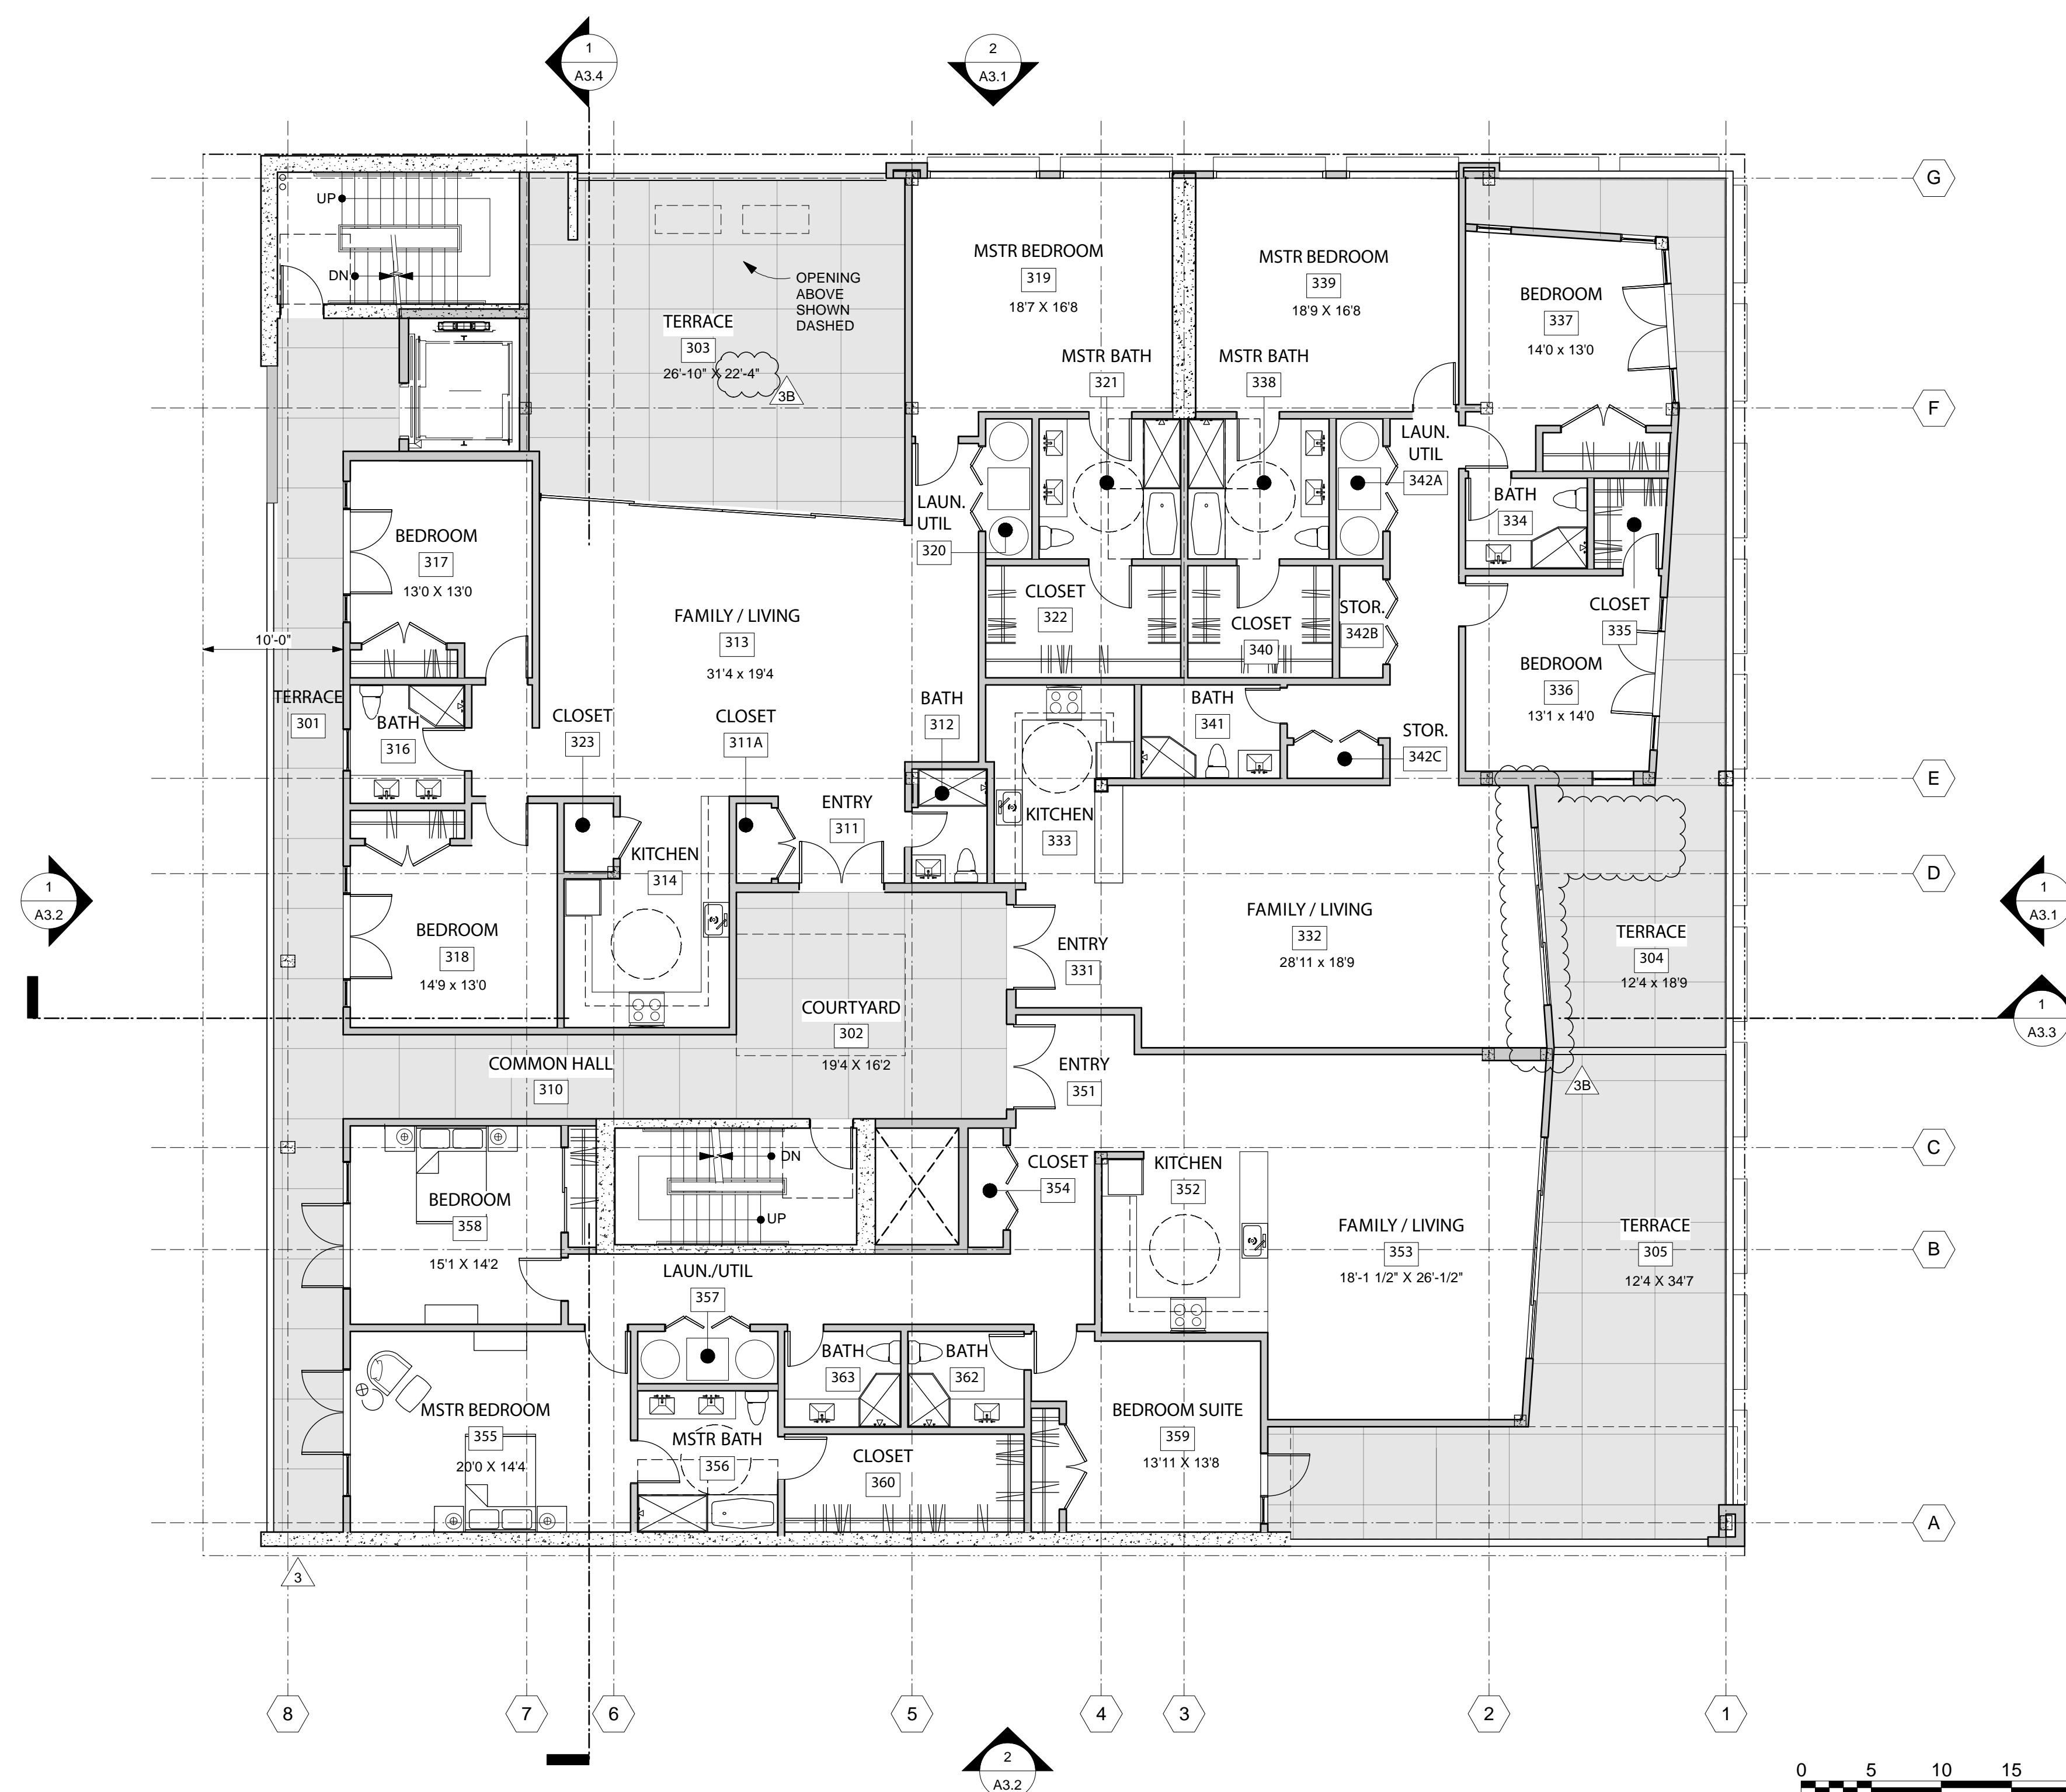 1
A3.4
2
A3.1
G
UP
DN
OPENING
ABOVE
SHOWN
DASHED
TERRACE
303
26'-10" X 22'-4"
3B
MSTR BEDROOM
319
18'7 X 16'8
MSTR BEDROOM
339
18'9 X 16'8
BEDROOM
337
14'0 x 13'0
MSTR BATH
321
MSTR BATH
338
F
LAUN.
UTIL
342A
BATH
334
LAUN.
UTIL
320
BEDROOM
317
13'0 X 13'0
FAMILY / LIVING
313
31'4 x 19'4
CLOSET
322
CLOSET
340
STOR.
342B
CLOSET
335
BEDROOM
336
13'1 x 14'0
10'-0"
TERRACE
301
BATH
316
CLOSET
323
CLOSET
311A
BATH
312
BATH
341
STOR.
342C
E
ENTRY
311
KITCHEN
333
KITCHEN
314
D
1
A3.2
1
A3.1
BEDROOM
318
14'9 x 13'0
FAMILY / LIVING
332
28'11 x 18'9
TERRACE
304
12'4 x 18'9
ENTRY
331
COURTYARD
302
19'4 X 16'2
1
A3.3
COMMON HALL
310
ENTRY
351
3B
C
DN
UP
CLOSET
354
KITCHEN
352
BEDROOM
358
15'1 X 14'2
FAMILY / LIVING
353
18'-1 1/2" X 26'-1/2"
TERRACE
305
12'4 X 34'7
B
LAUN./UTIL
357
BATH
363
BATH
362
MSTR BEDROOM
355
20'0 X 14'4
MSTR BATH
356
CLOSET
360
BEDROOM SUITE
359
13'11 X 13'8
A
3
8
7
6
5
4
3
2
1
2
A3.2
0 5 10 15